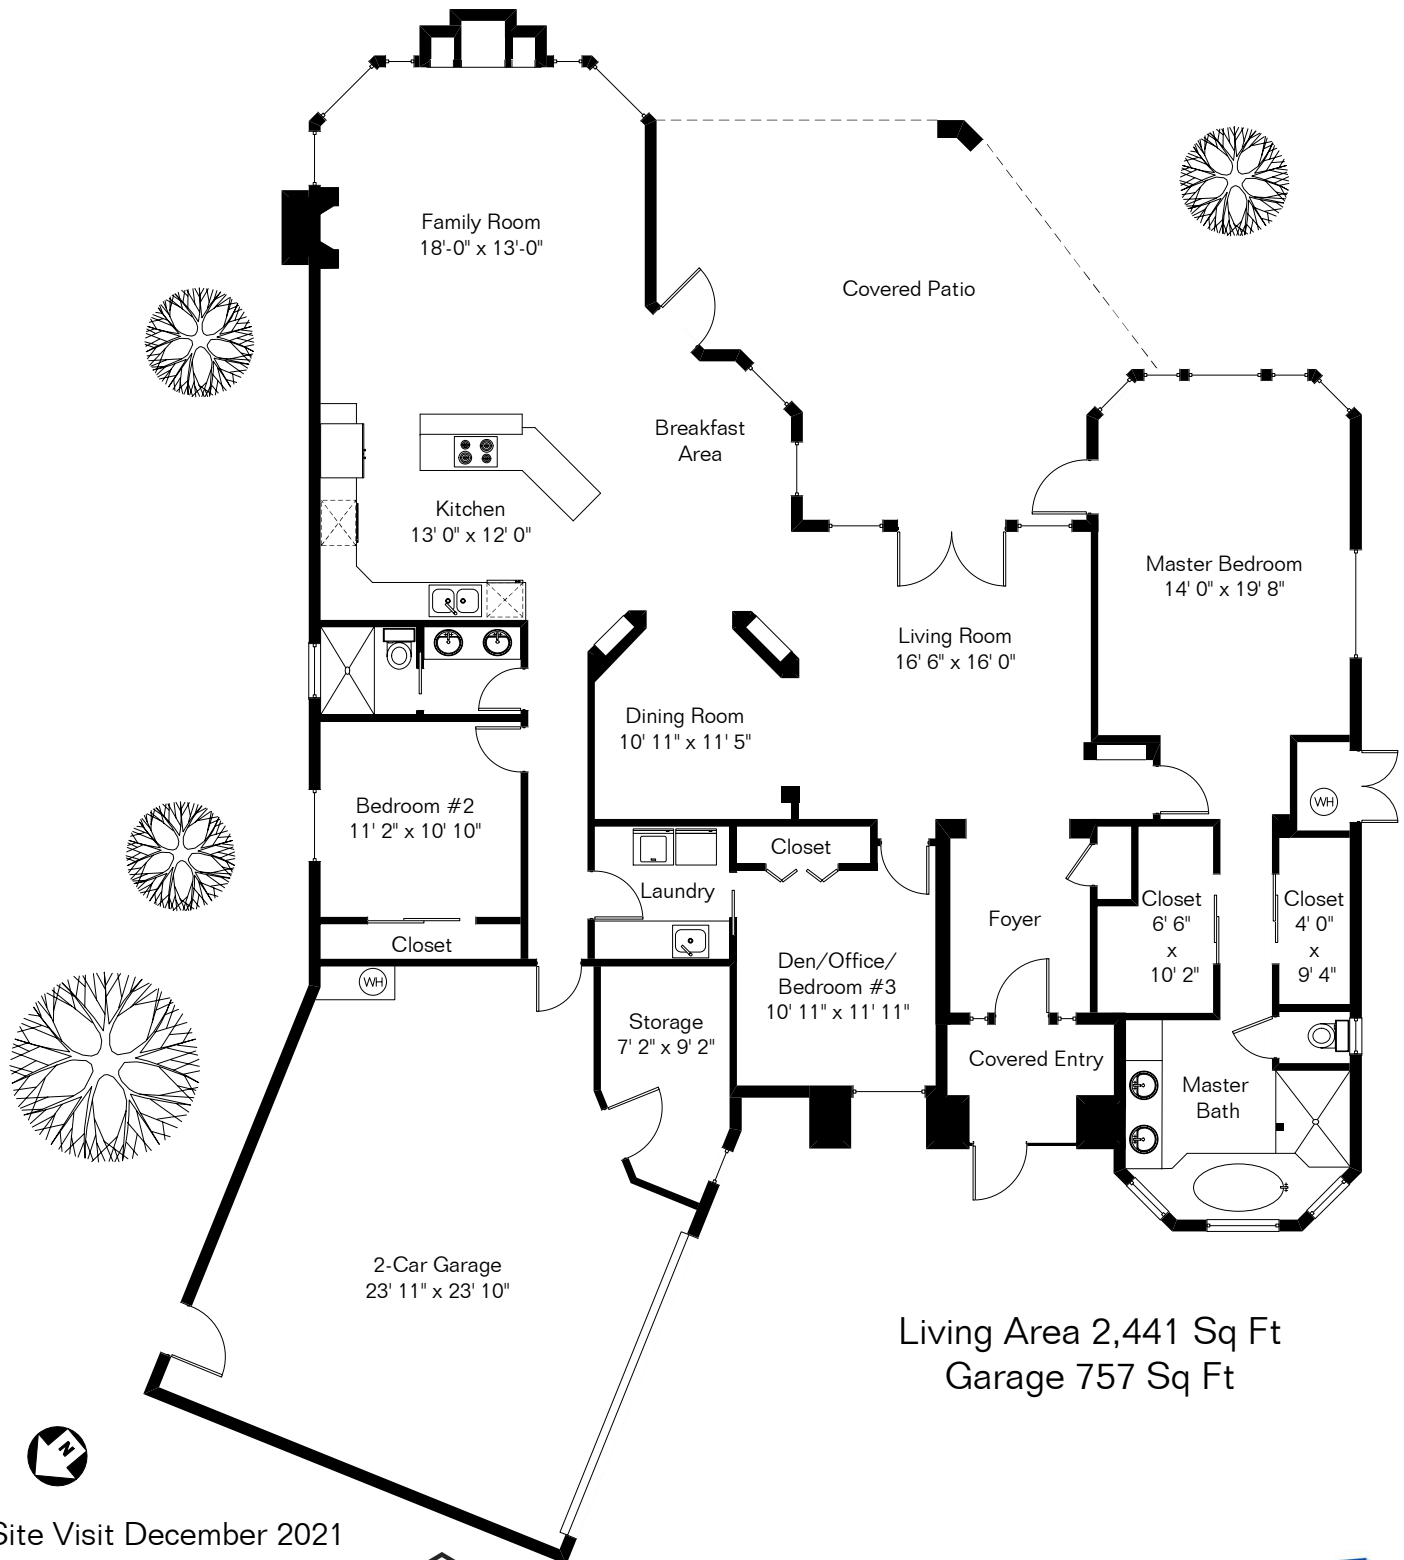 Family Room
18'-0" x 13'-0"
Covered Patio
Breakfast
Area
Kitchen
13' 0" x 12' 0"
Master Bedroom
14' 0" x 19' 8"
Living Room
16' 6" x 16' 0"
Dining Room
10' 11" x 11' 5"
Bedroom #2
11' 2" x 10' 10"
WH
Closet
Laundry
Closet
6' 6"
x
10' 2"
Closet
4' 0"
x
9' 4"
Foyer
Closet
Den/Office/
Bedroom #3
10' 11" x 11' 11"
WH
Storage
7' 2" x 9' 2"
Covered Entry
Master
Bath
2-Car Garage
23' 11" x 23' 10"
Living Area 2,441 Sq Ft
Garage 757 Sq Ft
N
Site Visit December 2021